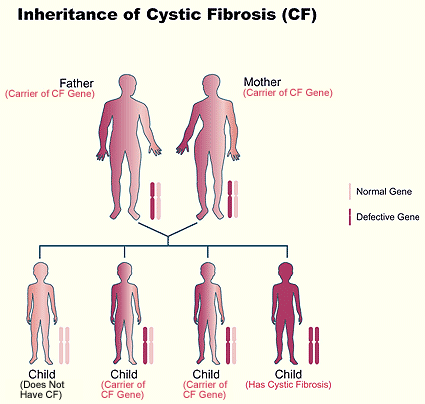 Inheritance of Cystic Fibrosis (CF)
Father
(Carrier of CF Gene)
Mother
(Carrier of CF Gene)
Normal Gene
Defective Gene
Child
(Does Not
Have CF)
Child
(Carrier of
CF Gene)
Child
(Carrier of
CF Gene)
Child
(Has Cystic Fibrosis)